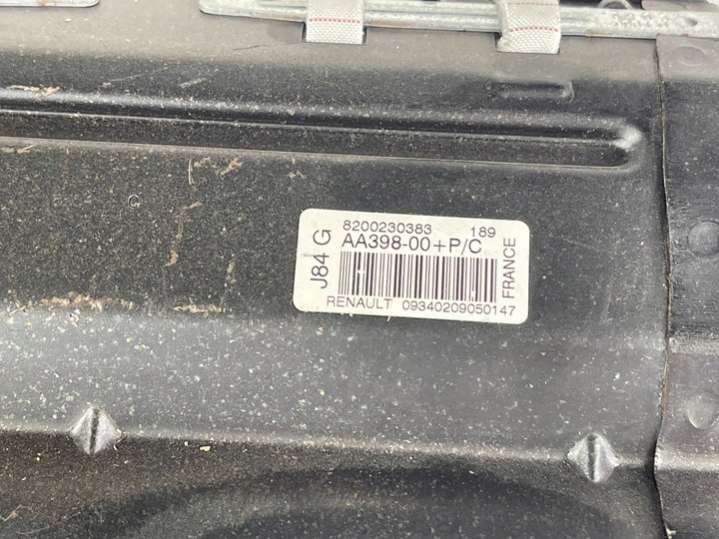 8200230383 189
J84 G
AA398-00+P/C
FRANCE
RENAULT 09340209050147